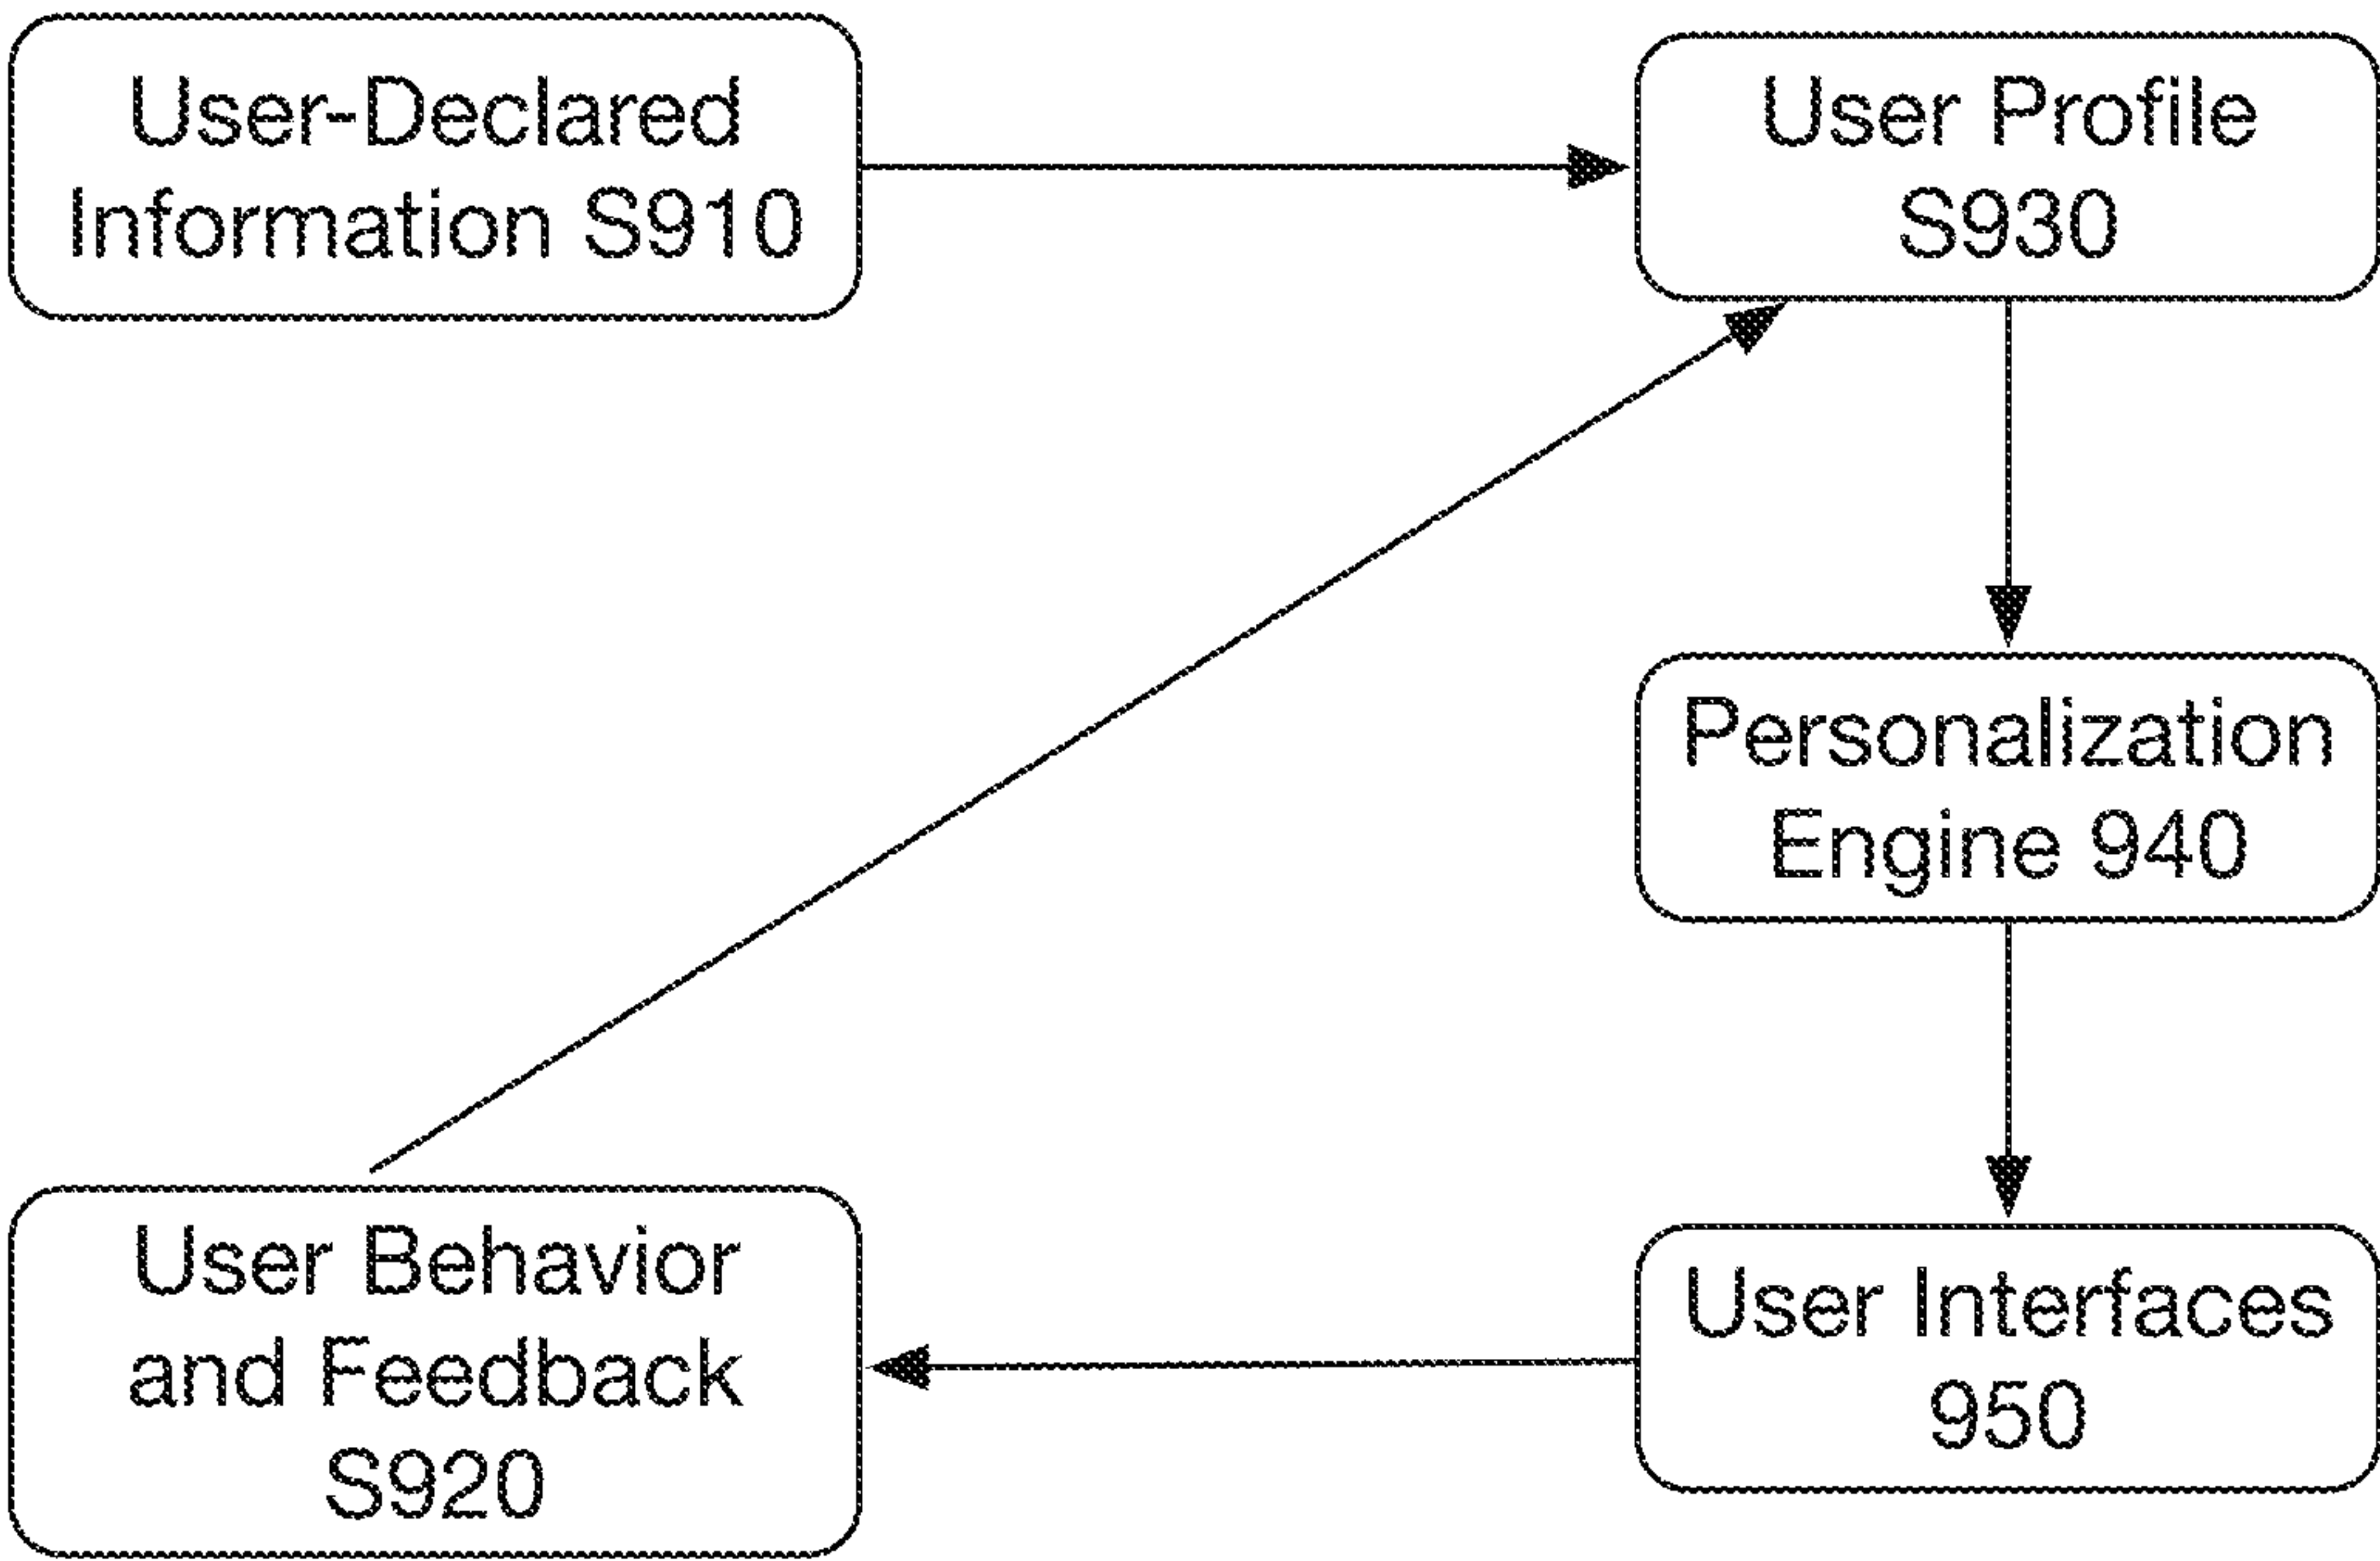 User-Declared
Information S910
User Profile
S930
Personalization
Engine 940
User Behavior
and Feedback
S920
User Interfaces
950